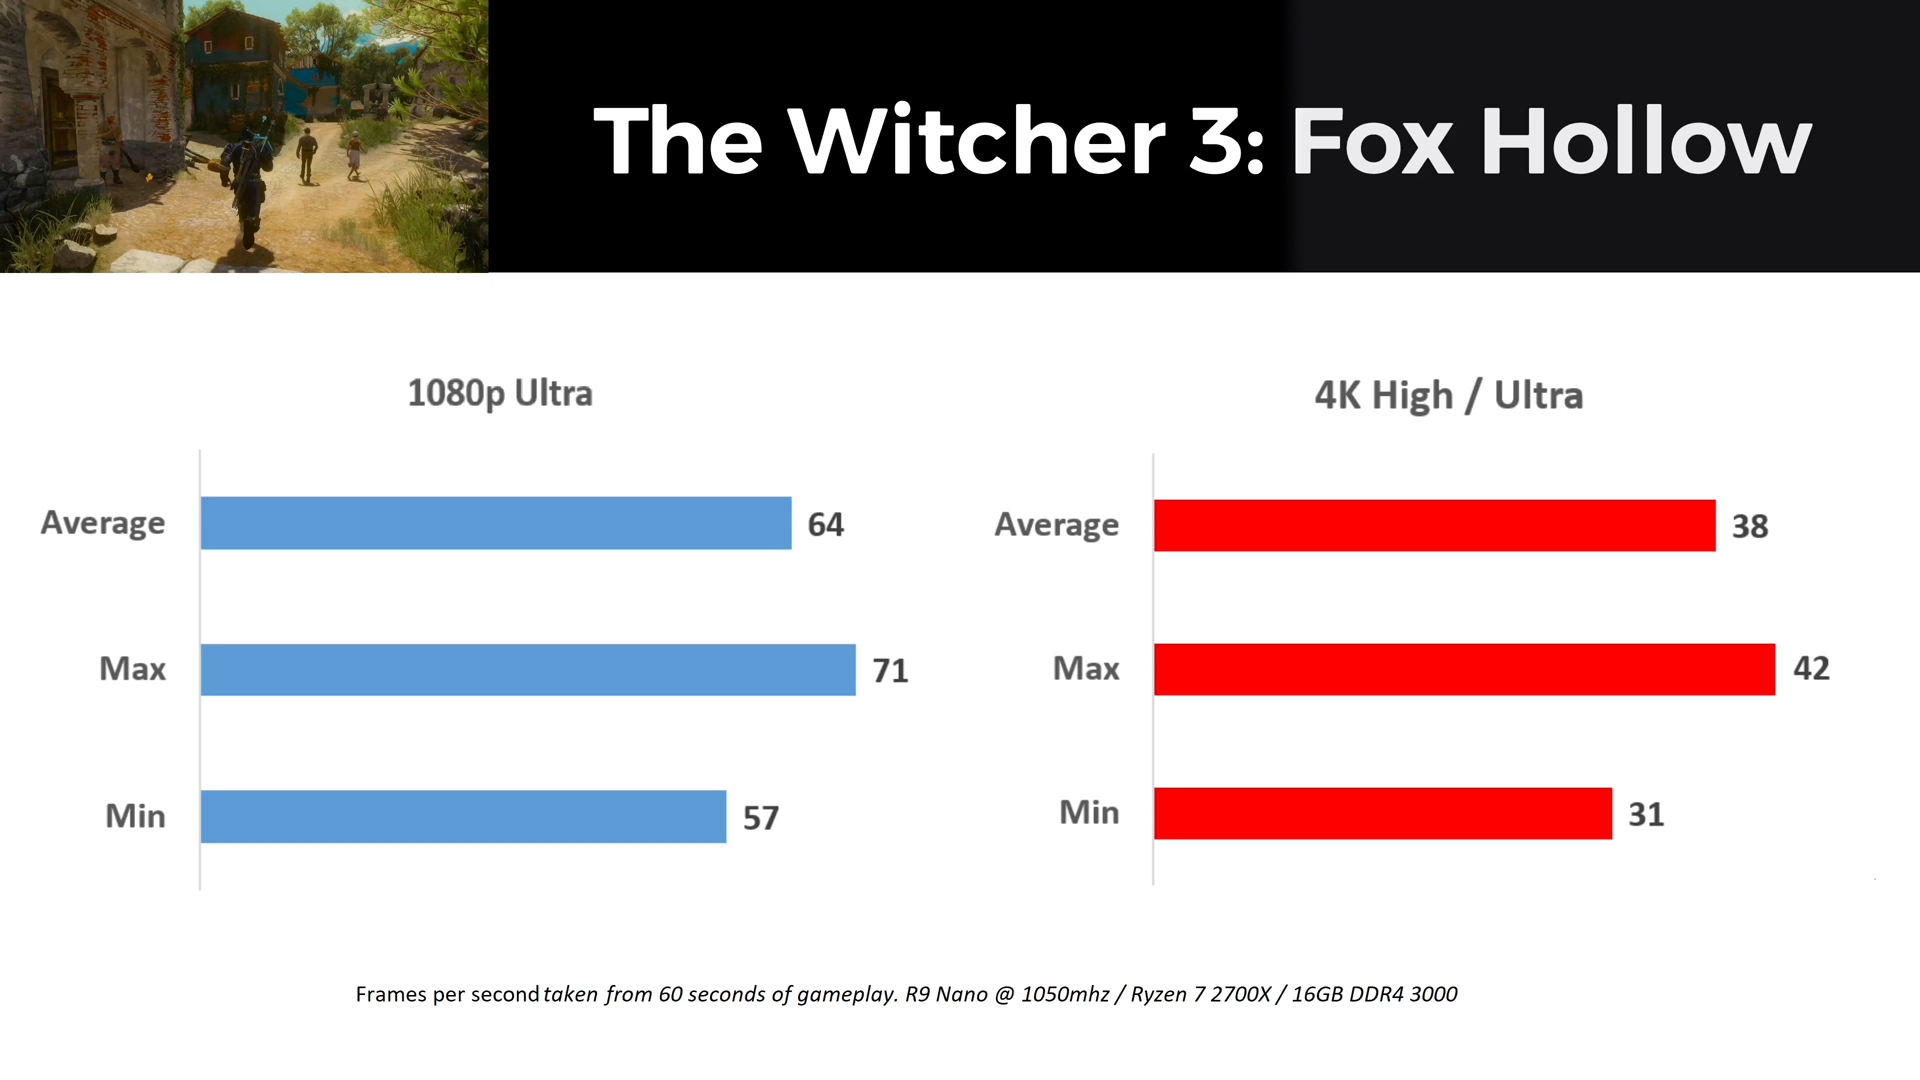 The Witcher 3: Fox Hollow
1080p Ultra
Average 64
Max 71
Min 57
4K High / Ultra
Average 38
Max 42
Min 31
Frames per second taken from 60 seconds of gameplay. R9 Nano @ 1050mhz / Ryzen 7 2700X / 16GB DDR4 3000